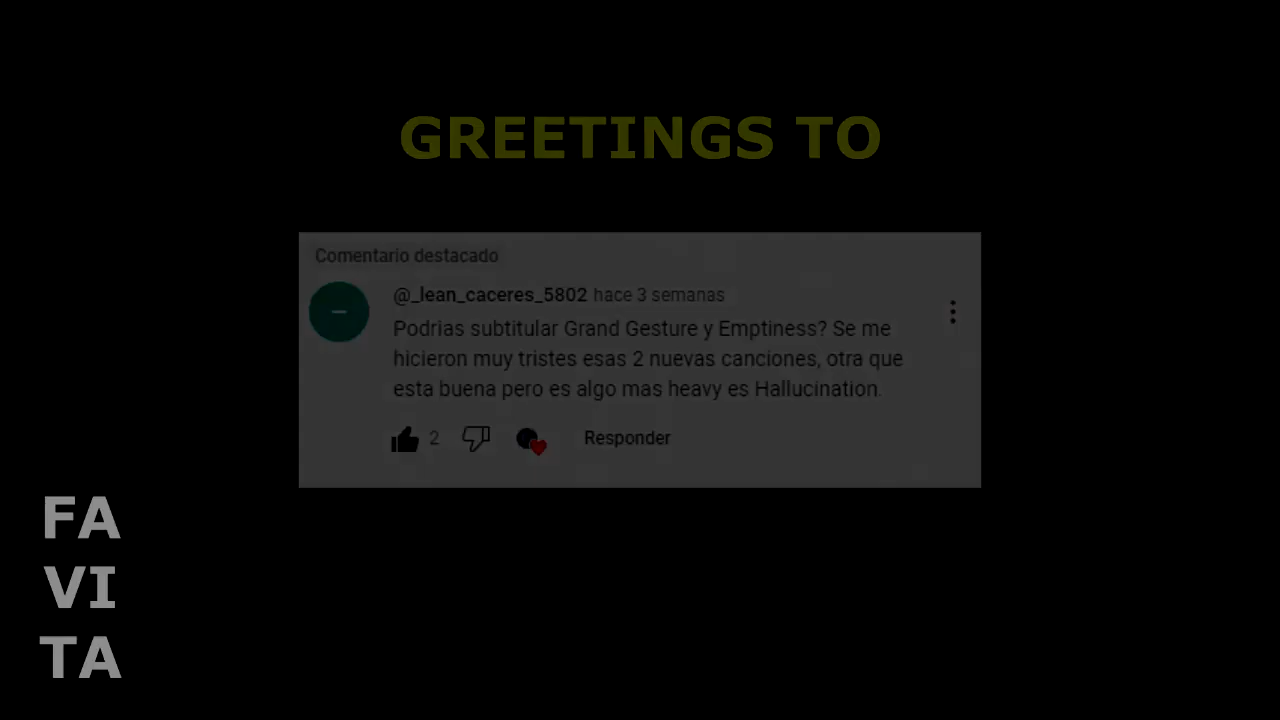 GREETINGS TO
Comentario destacado
@_lean_caceres_5802 hace 3 semanas
Podrias subtitular Grand Gesture y Emptiness? Se me
hicieron muy tristes esas 2 nuevas canciones, otra que
esta buena pero es algo mas heavy es Hallucination.
2 Responder
FA
VI
TA